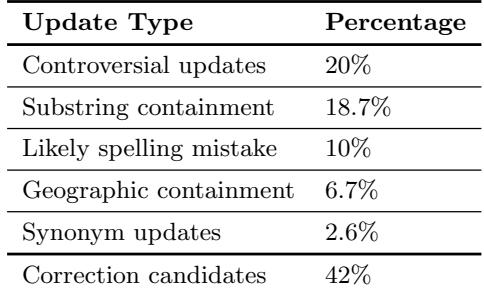 Update Type Percentage
Controversial updates 20%
Substring containment 18.7%
Likely spelling mistake 10%
Geographic containment 6.7%
Synonym updates 2.6%
Correction candidates 42%